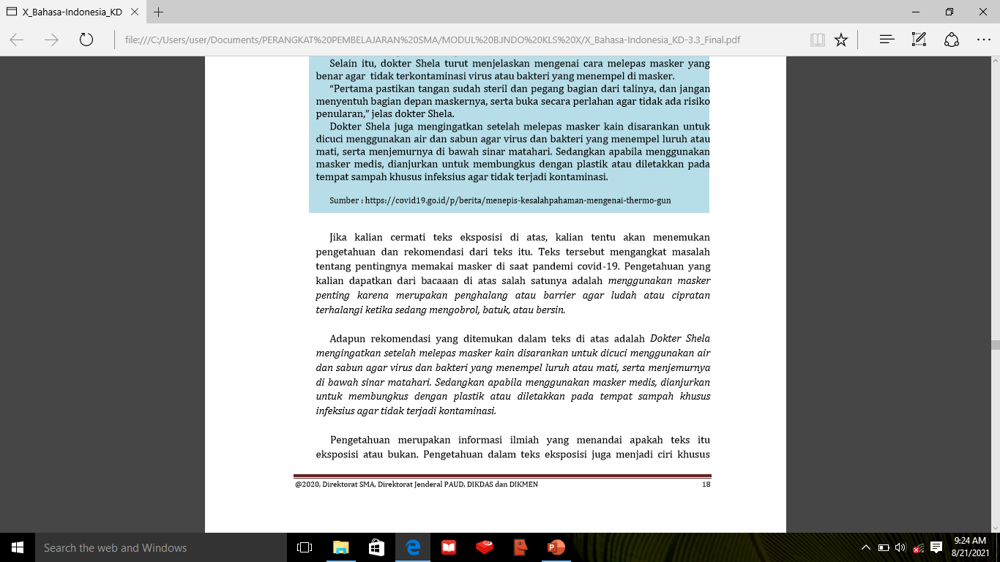 X_Bahasa-Indonesia_KD
file:///C:/Users/user/Documents/PERANGKAT%20PEMBELAJARAN%20SMA/MODUL%20B.INDO%20KLS%20X/X_Bahasa-Indonesia_KD-3.3_Final.pdf
Selain itu, dokter Shela turut menjelaskan mengenai cara melepas masker yang
benar agar tidak terkontaminasi virus atau bakteri yang menempel di masker.
“Pertama pastikan tangan sudah steril dan pegang bagian dari talinya, dan jangan
menyentuh bagian depan maskernya, serta buka secara perlahan agar tidak ada risiko
penularan,” jelas dokter Shela.
Dokter Shela juga mengingatkan setelah melepas masker kain disarankan untuk
dicuci menggunakan air dan sabun agar virus dan bakteri yang menempel luruh atau
mati, serta menjemurnya di bawah sinar matahari. Sedangkan apabila menggunakan
masker medis, dianjurkan untuk membungkus dengan plastik atau diletakkan pada
tempat sampah khusus infeksius agar tidak terjadi kontaminasi.
Sumber : https://covid19.go.id/p/berita/menepis-kesalahpahaman-mengenai-thermo-gun
Jika kalian cermati teks eksposisi di atas, kalian tentu akan menemukan
pengetahuan dan rekomendasi dari teks itu. Teks tersebut mengangkat masalah
tentang pentingnya memakai masker di saat pandemi covid-19. Pengetahuan yang
kalian dapatkan dari bacaaan di atas salah satunya adalah menggunakan masker
penting karena merupakan penghalang atau barrier agar ludah atau cipratan
terhalangi ketika sedang mengobrol, batuk, atau bersin.
Adapun rekomendasi yang ditemukan dalam teks di atas adalah Dokter Shela
mengingatkan setelah melepas masker kain disarankan untuk dicuci menggunakan air
dan sabun agar virus dan bakteri yang menempel luruh atau mati, serta menjemurnya
di bawah sinar matahari. Sedangkan apabila menggunakan masker medis, dianjurkan
untuk membungkus dengan plastik atau diletakkan pada tempat sampah khusus
infeksius agar tidak terjadi kontaminasi.
Pengetahuan merupakan informasi ilmiah yang menandai apakah teks itu
eksposisi atau bukan. Pengetahuan dalam teks eksposisi juga menjadi ciri khusus
@2020, Direktorat SMA, Direktorat Jenderal PAUD, DIKDAS dan DIKMEN 18
Search the web and Windows
9:24 AM
8/21/2021